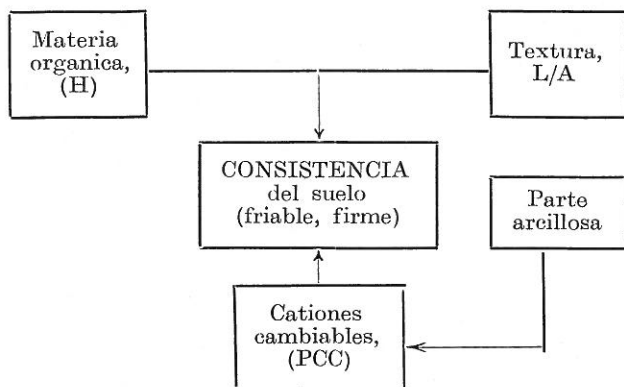 Materia
organica,
(H)
Textura,
L/A
CONSISTENCIA
del suelo
(friable, firme)
Parte
arcillosa
Cationes
cambiables,
(PCC)